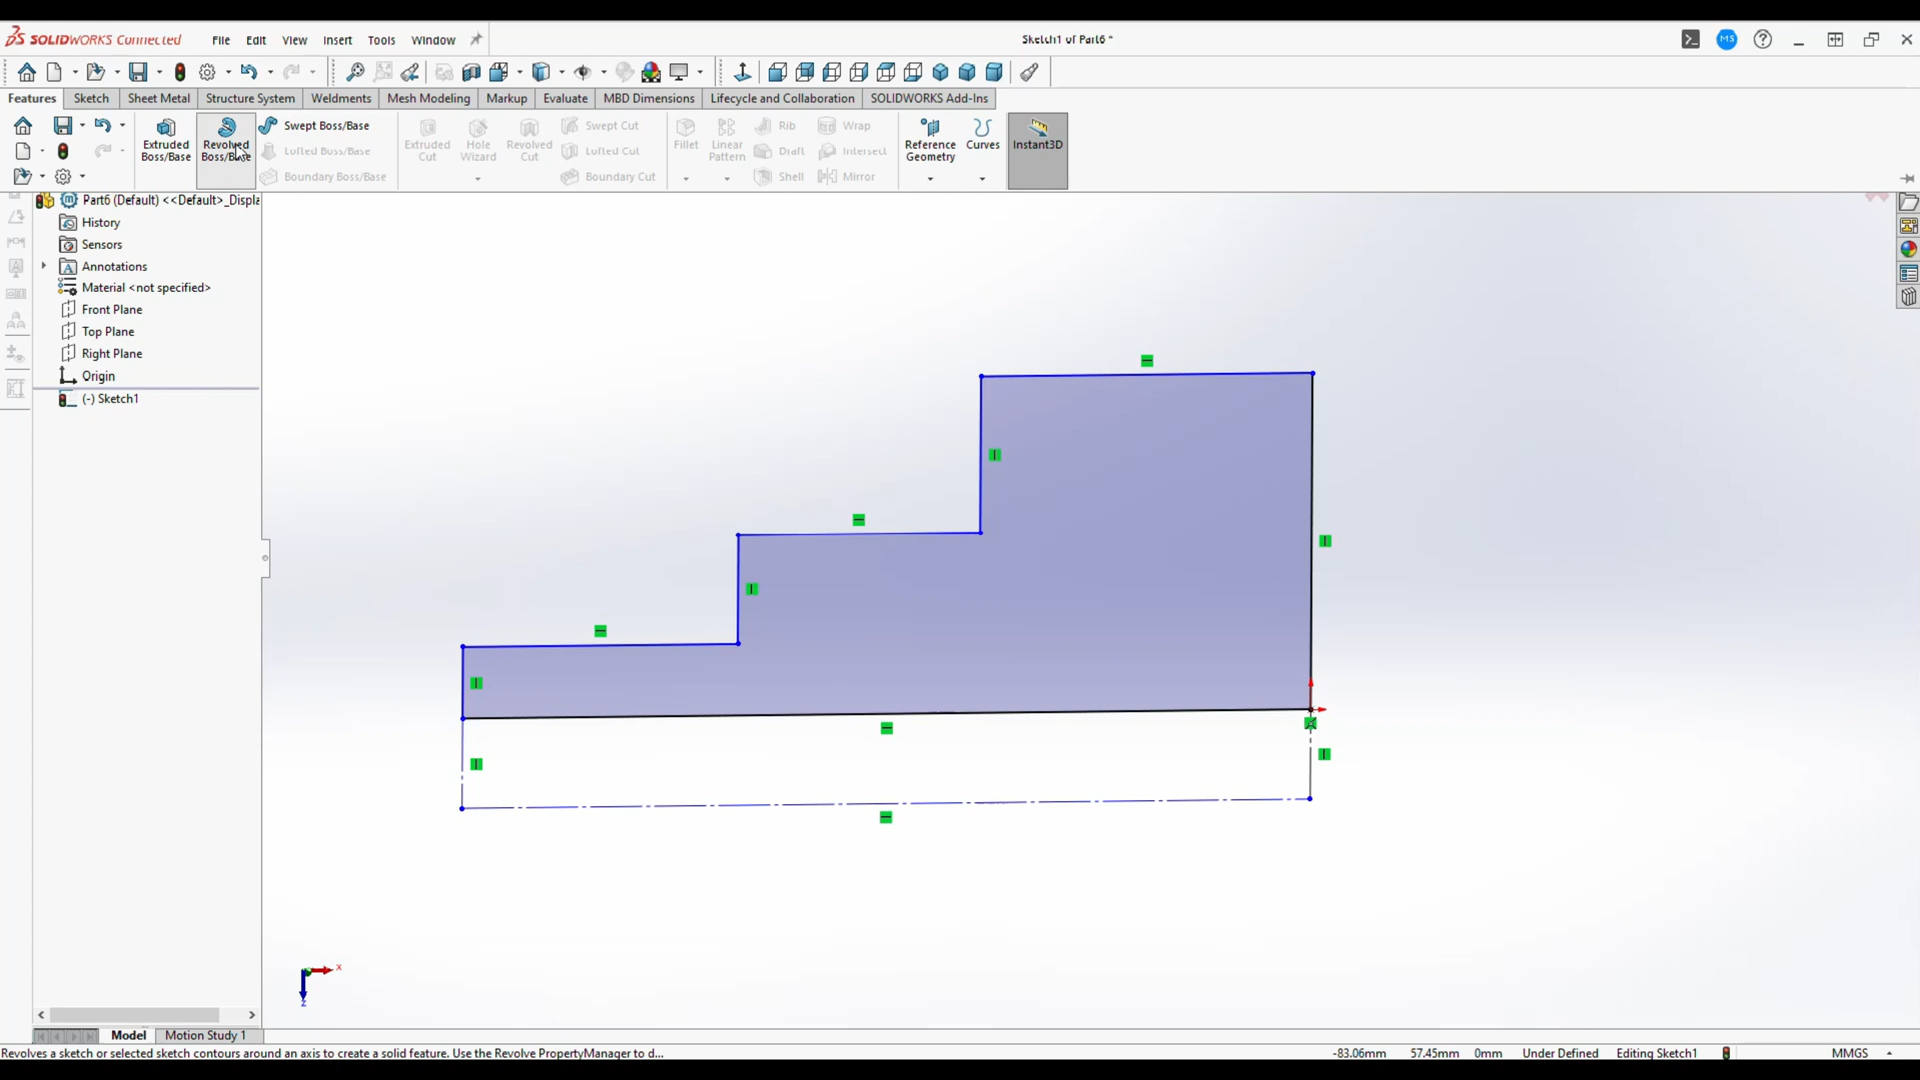 SOLIDWORKS Connected File Edit View Insert Tools Window Sketch1 of Part6 * MS
Features Sketch Sheet Metal Structure System Weldments Mesh Modeling Markup Evaluate MBD Dimensions Lifecycle and Collaboration SOLIDWORKS Add-Ins
Extruded Boss/Base
Revolved Boss/Base
Swept Boss/Base
Lofted Boss/Base
Boundary Boss/Base
Extruded Cut
Hole Wizard
Revolved Cut
Swept Cut
Lofted Cut
Boundary Cut
Fillet
Linear Pattern
Rib
Draft
Shell
Wrap
Intersect
Mirror
Reference Geometry
Curves
Instant3D
Part6 (Default) <<Default>_Displa
History
Sensors
Annotations
Material <not specified>
Front Plane
Top Plane
Right Plane
Origin
(-) Sketch1
x
z
Model Motion Study 1
Revolves a sketch or selected sketch contours around an axis to create a solid feature. Use the Revolve PropertyManager to d... -83.06mm 57.45mm 0mm Under Defined Editing Sketch1 MMGS